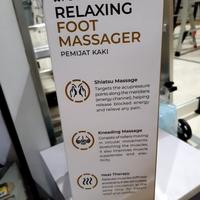 RELAXING
FOOT
MASSAGER
PEMIJAT KAKI
Shiatsu Massage
Targets the acupressure
points along the meridians
(energy channel), helping
release blocked energy
and relieve any pain.
Kneading Massage
Consists of rollers moving
in circular movements
stretching the muscles,
it also improves muscle
suppleness and elas-
ticity.
Heat Therapy